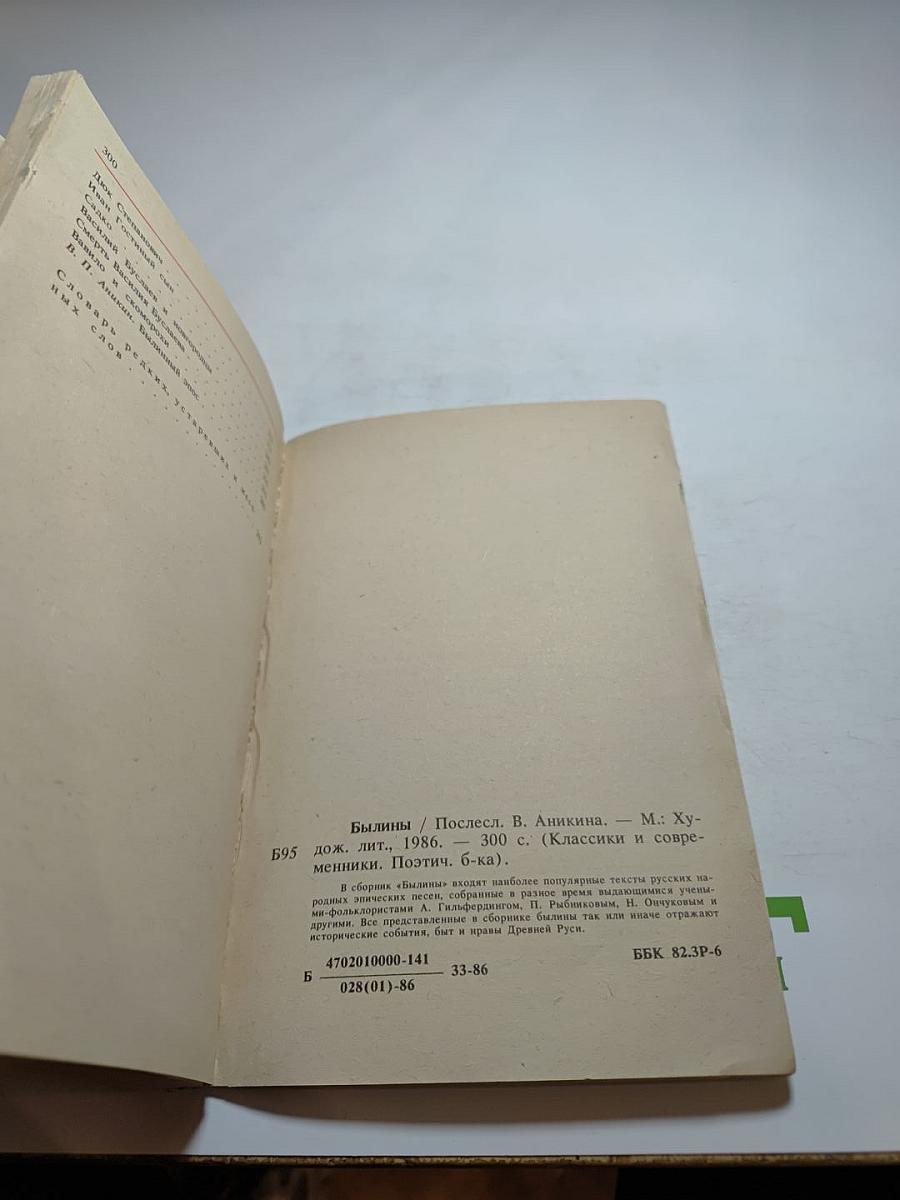 300
Дюк Степанович
Иван Гостиный сын
Садко
Василий Буслаев и новгородцы
Смерть Василия Буслаева
Вавило и скоморохи
В. П. Аникин. Былинный эпос
Словарь редких, устаревших и
ных слов
Былины / Послесл. В. Аникина. — М.: Ху-
Б95 дож. лит., 1986. — 300 с. (Классики и совре-
менники. Поэтич. б-ка).
В сборник «Былины» входят наиболее популярные тексты русских на-
родных эпических песен, собранные в разное время выдающимися учены-
ми-фольклористами А. Гильфердингом, П. Рыбниковым, Н. Ончуковым и
другими. Все представленные в сборнике былины так или иначе отражают
исторические события, быт и нравы Древней Руси.
Б 4702010000-141 33-86 ББК 82.3Р-6
028(01)-86